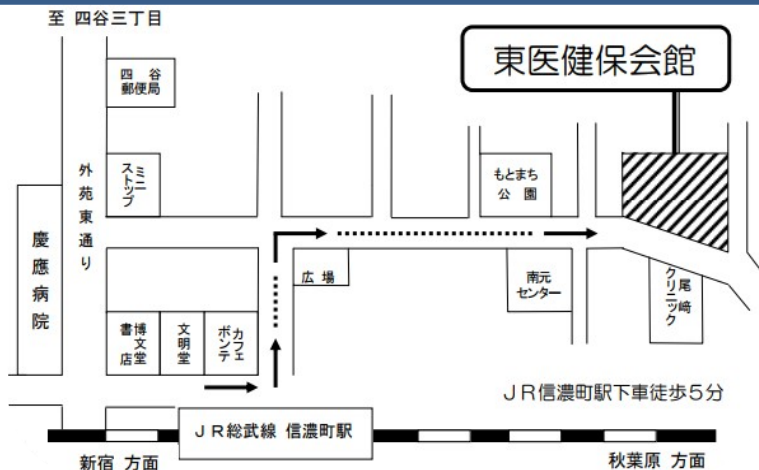 至 四谷三丁目
四 谷
郵便局
東医健保会館
ミニ
ストップ
外苑東通り
もとまち
公 園
慶應病院
広 場
南元
センター
尾﨑
クリニック
博文堂
書店
文明堂
カフェ
ポンテ
JR信濃町駅下車徒歩5分
JR総武線 信濃町駅
新宿 方面
秋葉原 方面